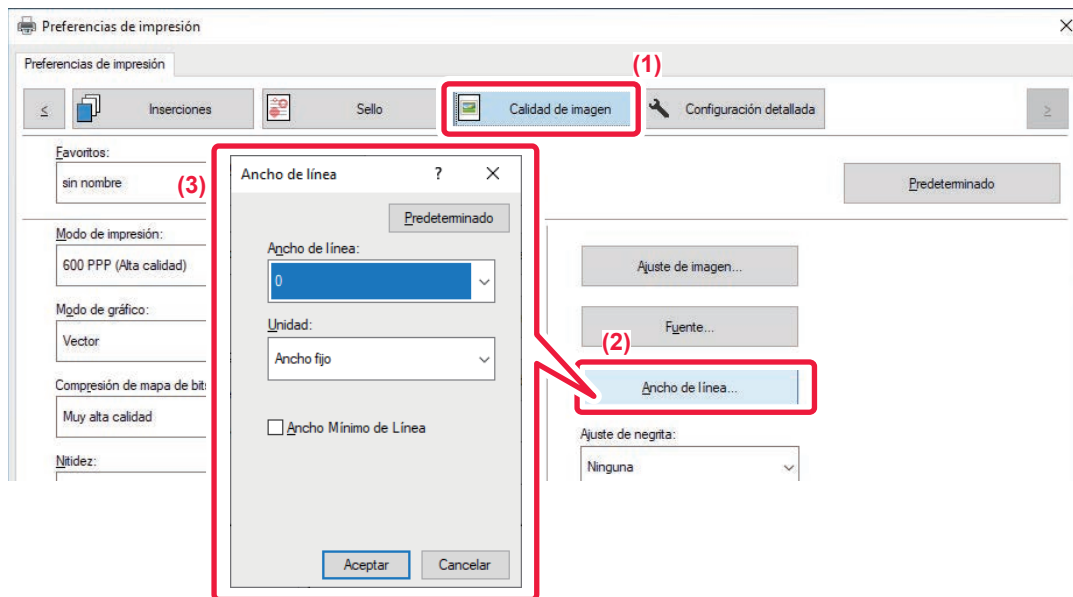 Preferencias de impresión
Preferencias de impresión
(1)
≤
Inserciones
Sello
Calidad de imagen
Configuración detallada
≥
Favoritos:
sin nombre
Predeterminado
(3)
Ancho de línea
?
Predeterminado
Ancho de línea:
0
Unidad:
Ancho fijo
Ancho Mínimo de Línea
Aceptar
Cancelar
Modo de impresión:
600 PPP (Alta calidad)
Modo de gráfico:
Vector
Compresión de mapa de bits
Muy alta calidad
Nitidez:
Ajuste de imagen...
Fuente...
(2)
Ancho de línea...
Ajuste de negrita:
Ninguna